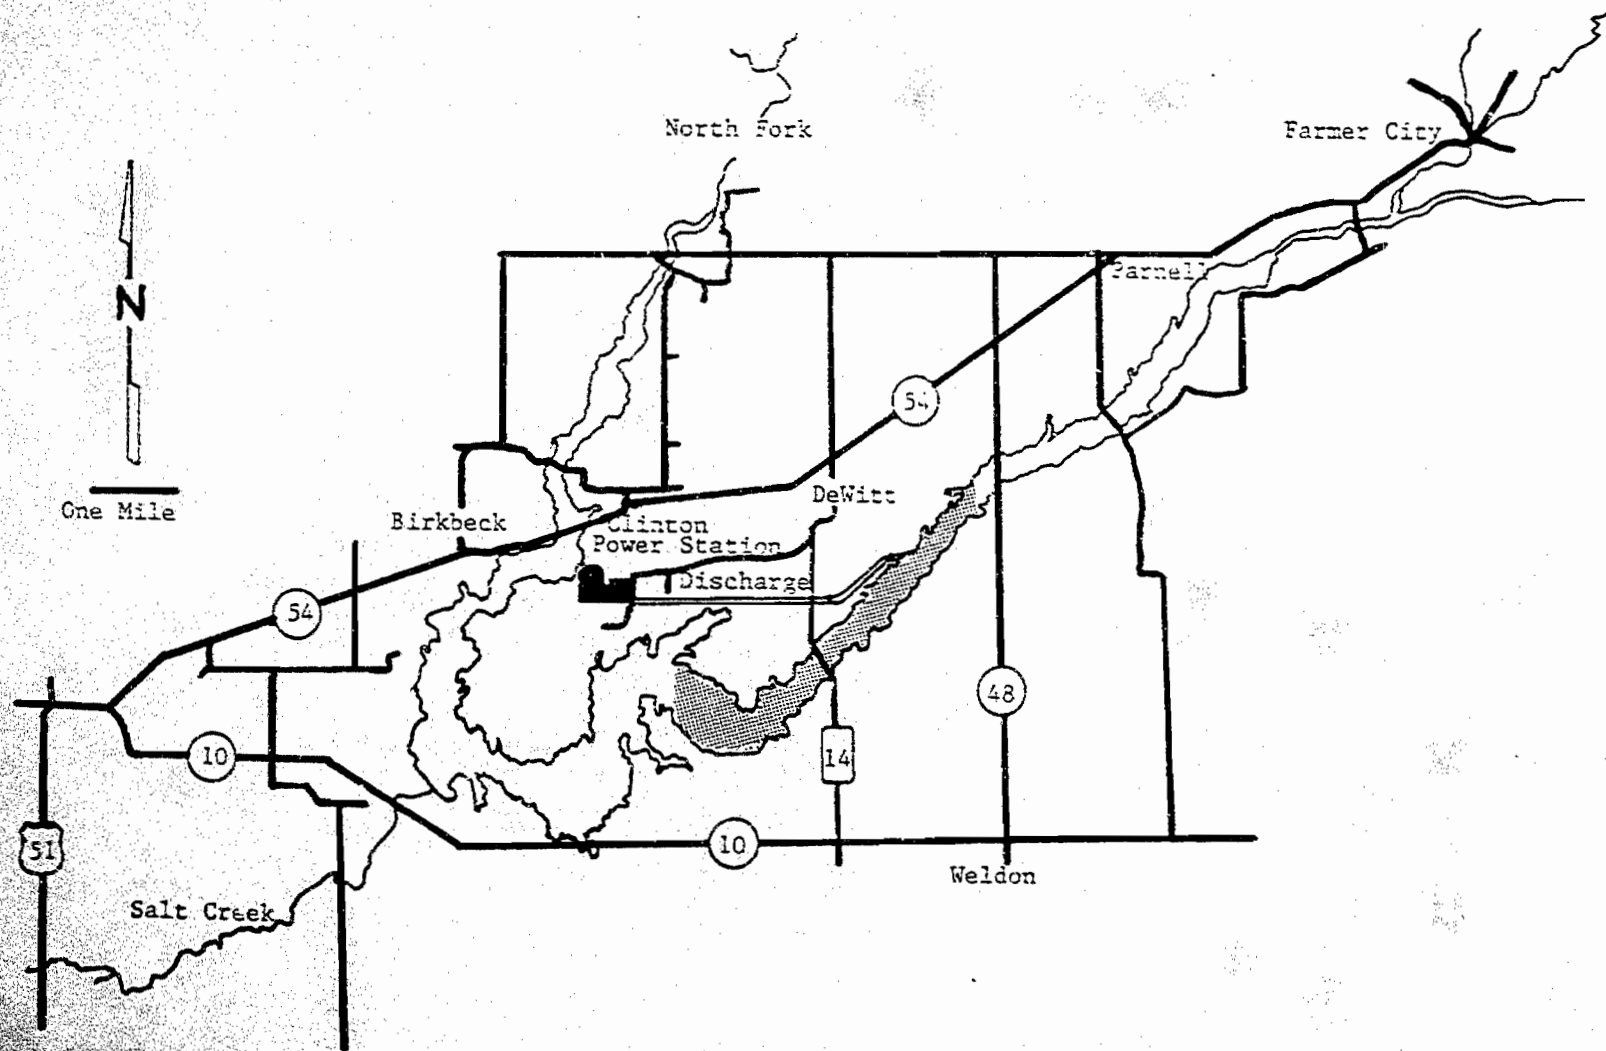 North Fork
Farmer City
Parnell
N
54
One Mile
DeWitt
Birkbeck
Clinton
Power Station
Discharge
54
48
10
14
51
10
Weldon
Salt Creek